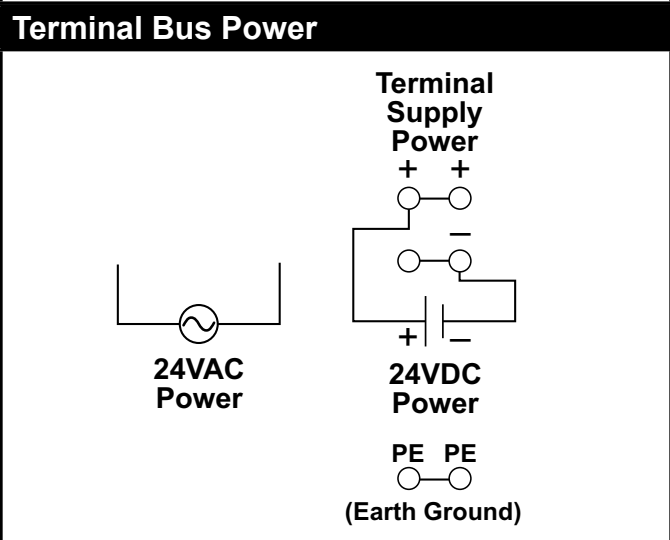 Terminal Bus Power
Terminal
Supply
Power
+ +
–
+ –
24VAC
Power
24VDC
Power
PE PE
(Earth Ground)